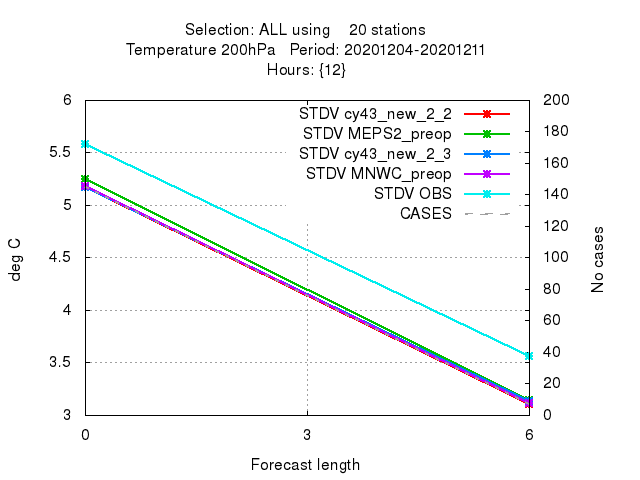 Selection: ALL using    20 stations
Temperature 200hPa   Period: 20201204-20201211
Hours: {12}
6 200
STDV cy43_new_2_2
180
STDV MEPS2_preop
5.5 160
STDV cy43_new_2_3
STDV MNWC_preop
140
STDV OBS
5
CASES
120
deg C
4.5 100
No cases
80
4
60
3.5 40
20
3 0
0 3 6
Forecast length